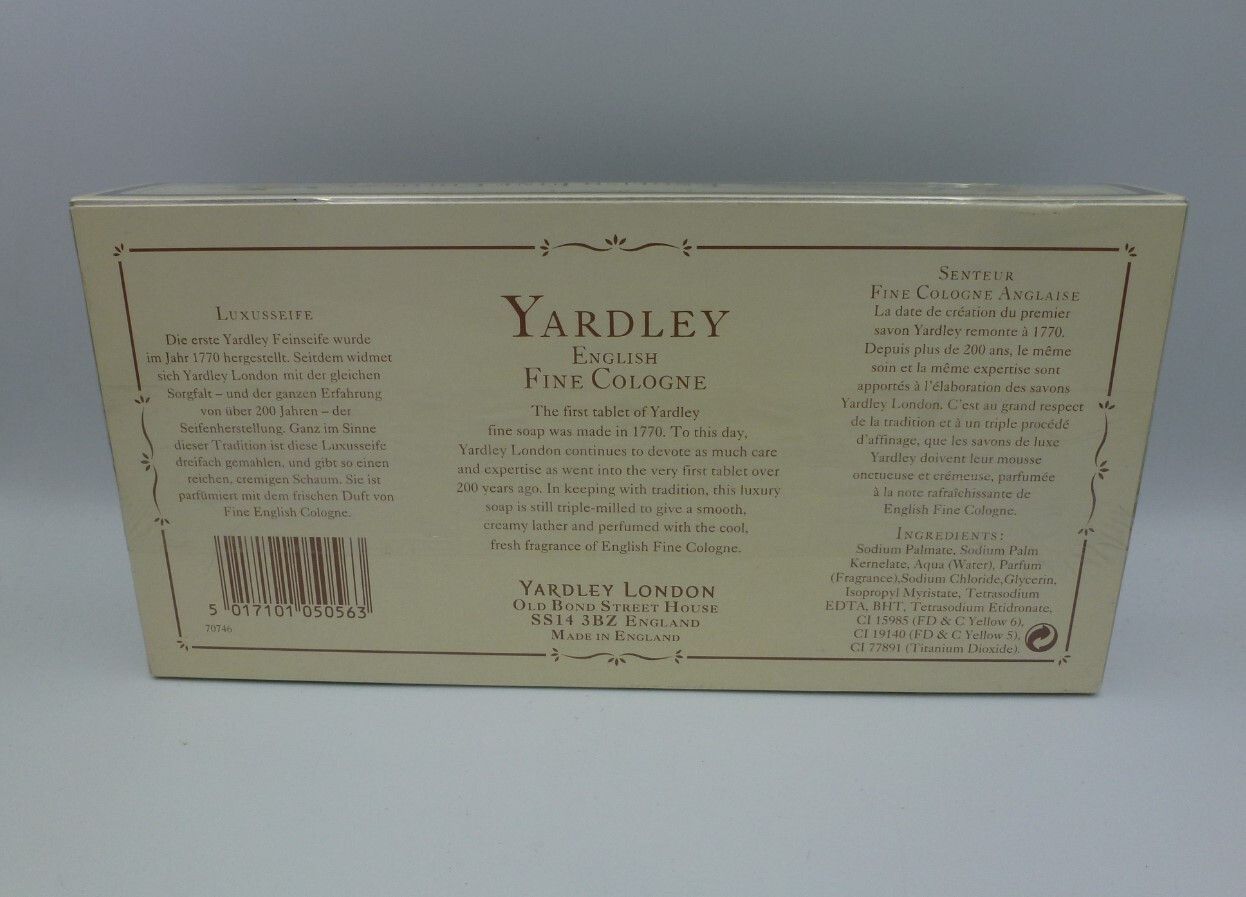 LUXUSSEIFE
Die erste Yardley Feinseife wurde
im Jahr 1770 hergestellt. Seitdem widmet
sich Yardley London mit der gleichen
Sorgfalt – und der ganzen Erfahrung
von über 200 Jahren – der
Seifenherstellung. Ganz im Sinne
dieser Tradition ist diese Luxusseife
dreifach gemahlen, und gibt so einen
reichen, cremigen Schaum. Sie ist
parfümiert mit dem frischen Duft von
Fine English Cologne.
5 017101 050563
70746
YARDLEY
ENGLISH
FINE COLOGNE
The first tablet of Yardley
fine soap was made in 1770. To this day,
Yardley London continues to devote as much care
and expertise as went into the very first tablet over
200 years ago. In keeping with tradition, this luxury
soap is still triple-milled to give a smooth,
creamy lather and perfumed with the cool,
fresh fragrance of English Fine Cologne.
YARDLEY LONDON
OLD BOND STREET HOUSE
SS14 3BZ ENGLAND
MADE IN ENGLAND
SENTEUR
FINE COLOGNE ANGLAISE
La date de création du premier
savon Yardley remonte à 1770.
Depuis plus de 200 ans, le même
soin et la même expertise sont
apportés à l'élaboration des savons
Yardley London. C'est au grand respect
de la tradition et à un triple procédé
d'affinage, que les savons de luxe
Yardley doivent leur mousse
onctueuse et crémeuse, parfumée
à la note rafraîchissante de
English Fine Cologne.
INGREDIENTS:
Sodium Palmate, Sodium Palm
Kernelate, Aqua (Water), Parfum
(Fragrance),Sodium Chloride,Glycerin,
Isopropyl Myristate, Tetrasodium
EDTA, BHT, Tetrasodium Etidronate,
CI 15985 (FD & C Yellow 6),
CI 19140 (FD & C Yellow 5),
CI 77891 (Titanium Dioxide).